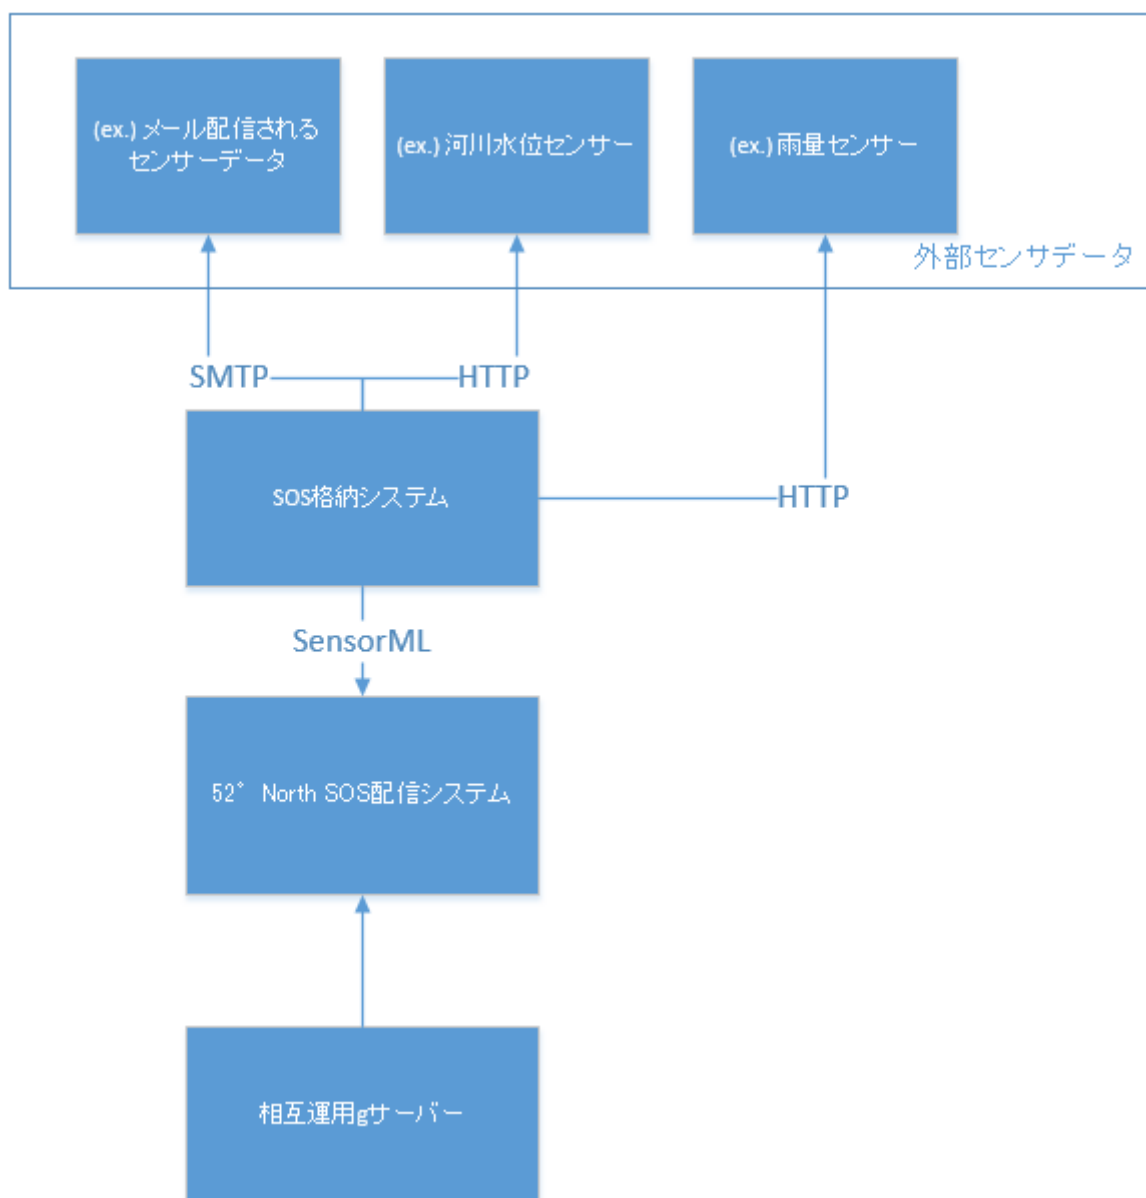 (ex.) メール配信される
センサーデータ
(ex.) 河川水位センサー
(ex.) 雨量センサー
外部センサデータ
SMTP
HTTP
SOS格納システム
HTTP
SensorML
52° North SOS配信システム
相互運用gサーバー